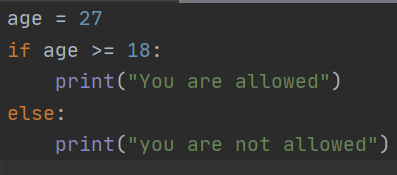 age = 27
if age >= 18:
    print("You are allowed")
else:
    print("you are not allowed")